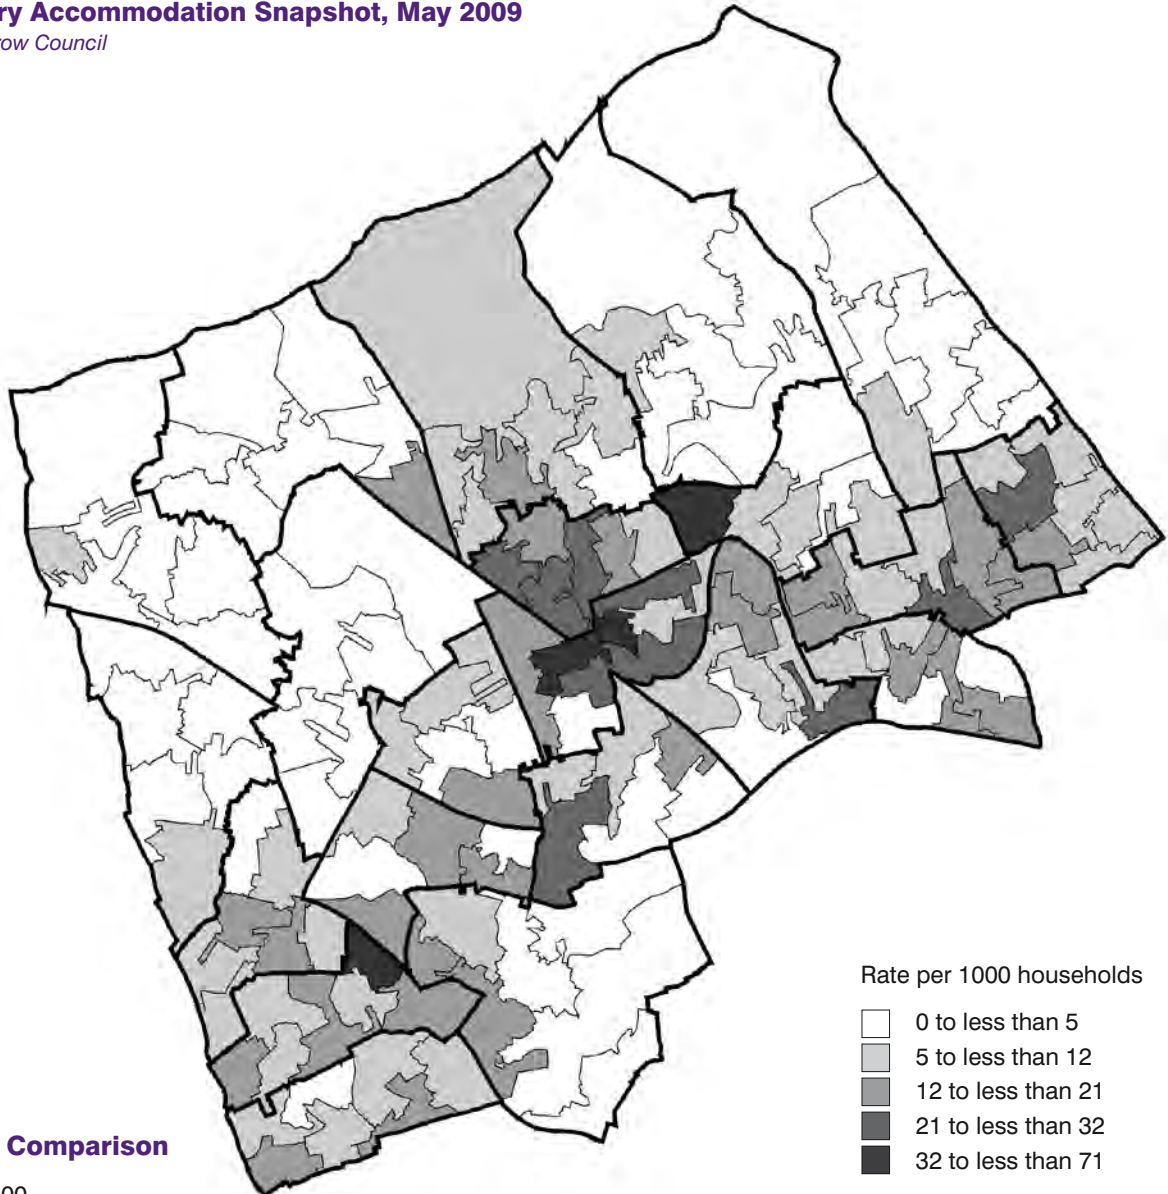 ry Accommodation Snapshot, May 2009
row Council
Rate per 1000 households
0 to less than 5
5 to less than 12
12 to less than 21
21 to less than 32
32 to less than 71
Comparison